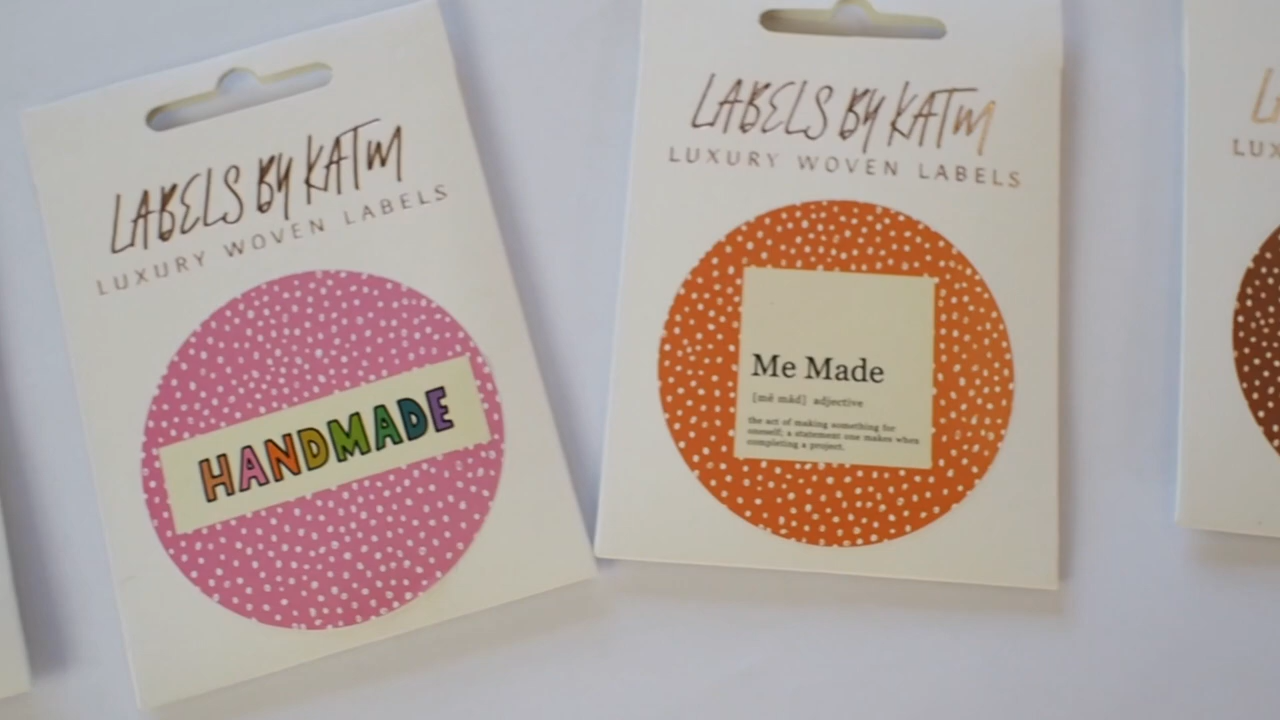 LABELS BY KATM
LUXURY WOVEN LABELS
HANDMADE
LABELS BY KATM
LUXURY WOVEN LABELS
Me Made
[mē mād] adjective
the act of making something for
oneself; a statement one makes when
completing a project.